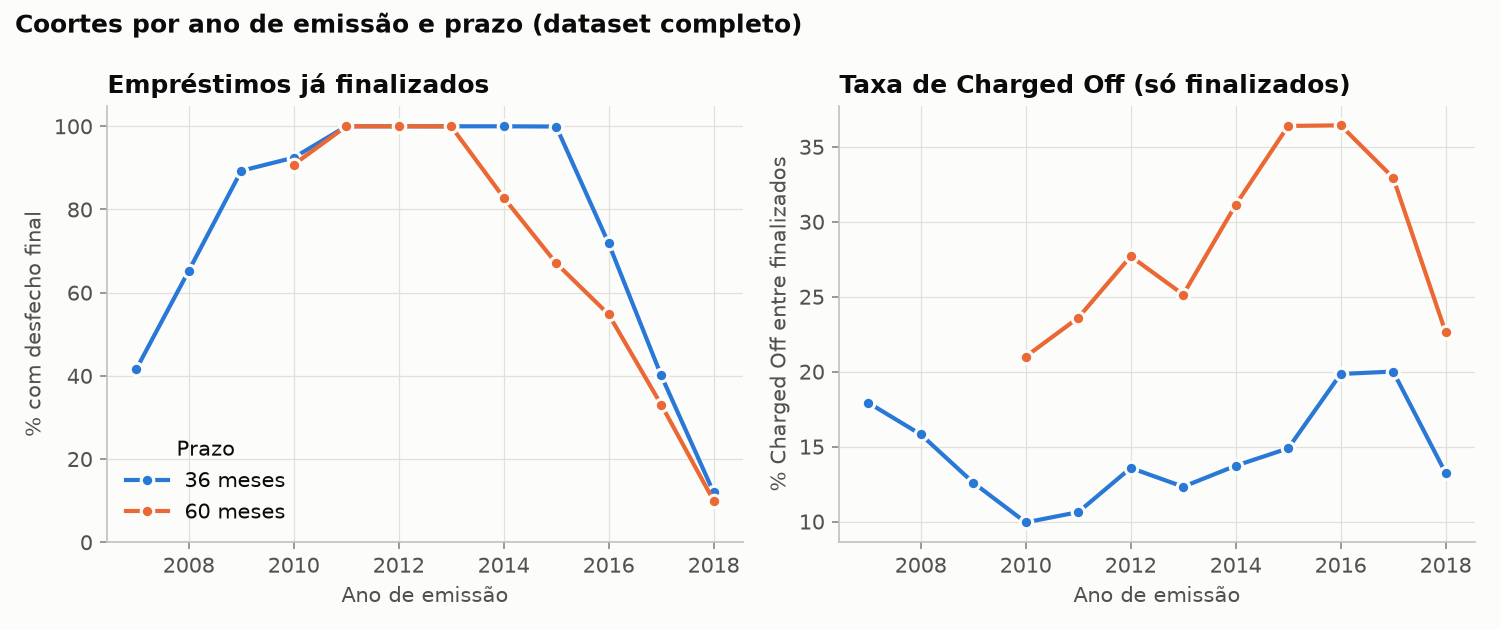 Coortes por ano de emissão e prazo (dataset completo)
Empréstimos já finalizados
% com desfecho final
100
80
60
40
20
0
Prazo
36 meses
60 meses
2008 2010 2012 2014 2016 2018
Ano de emissão
Taxa de Charged Off (só finalizados)
% Charged Off entre finalizados
35
30
25
20
15
10
2008 2010 2012 2014 2016 2018
Ano de emissão